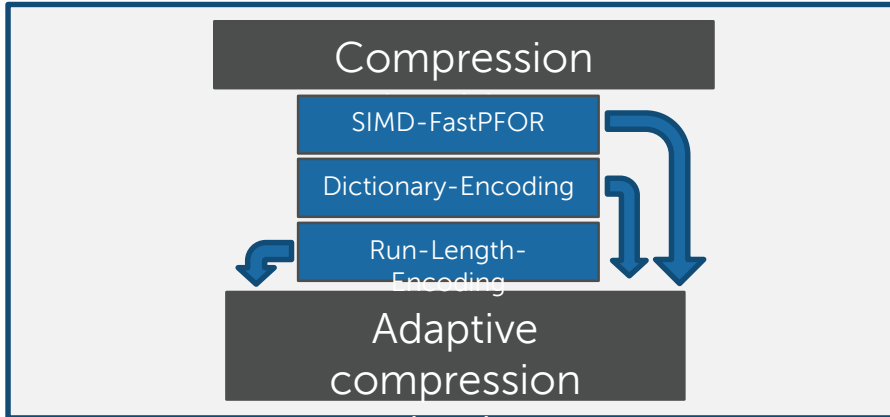 Compression
SIMD-FastPFOR
Dictionary-Encoding
Run-Length-
Encoding
Adaptive
compression